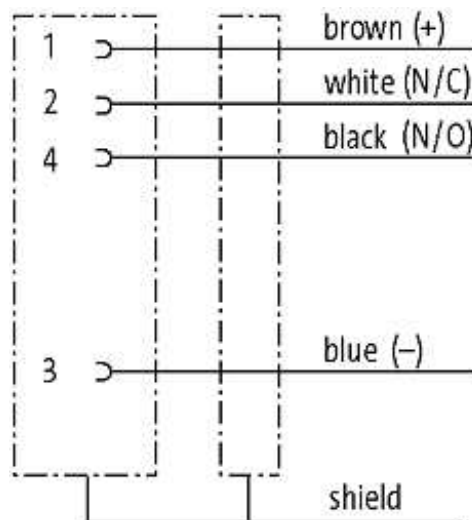 1 brown (+)
2 white (N/C)
4 black (N/O)
3 blue (–)
shield